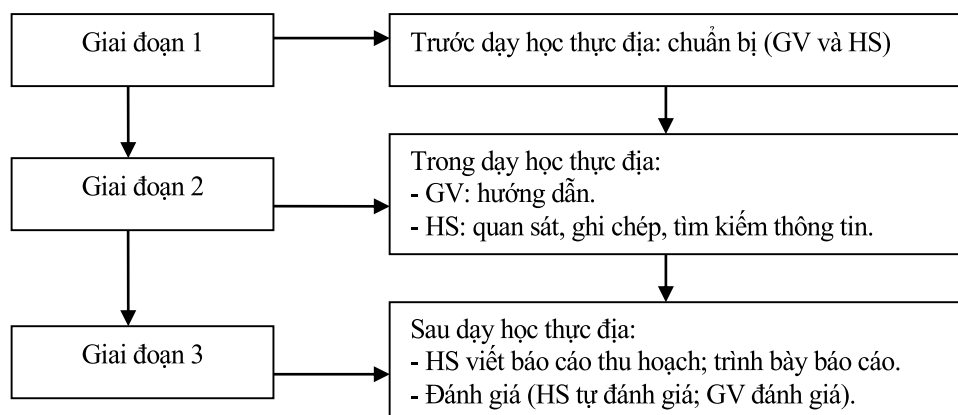 Giai đoạn 1
Trước dạy học thực địa: chuẩn bị (GV và HS)
Giai đoạn 2
Trong dạy học thực địa:
- GV: hướng dẫn.
- HS: quan sát, ghi chép, tìm kiếm thông tin.
Giai đoạn 3
Sau dạy học thực địa:
- HS viết báo cáo thu hoạch; trình bày báo cáo.
- Đánh giá (HS tự đánh giá; GV đánh giá).